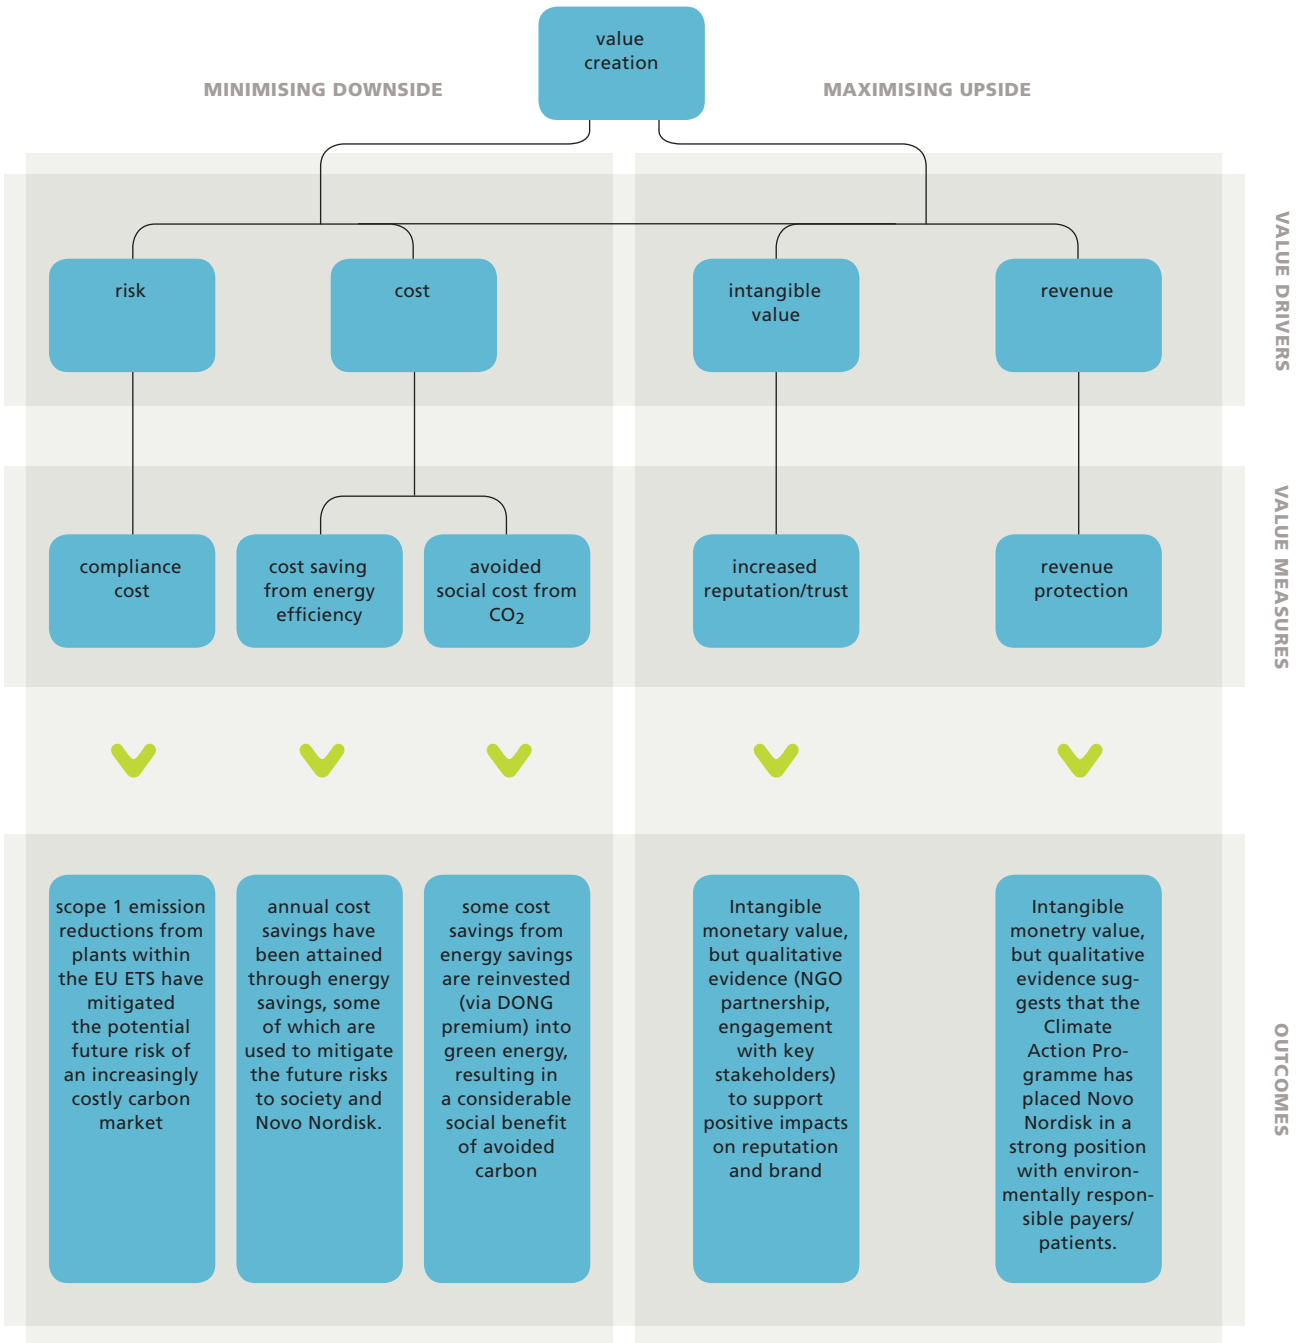 value
creation
MINIMISING DOWNSIDE
MAXIMISING UPSIDE
VALUE DRIVERS
risk
cost
intangible
value
revenue
VALUE MEASURES
compliance
cost
cost saving
from energy
efficiency
avoided
social cost from
CO2
increased
reputation/trust
revenue
protection
OUTCOMES
scope 1 emission
reductions from
plants within
the EU ETS have
mitigated
the potential
future risk of
an increasingly
costly carbon
market
annual cost
savings have
been attained
through energy
savings, some
of which are
used to mitigate
the future risks
to society and
Novo Nordisk.
some cost
savings from
energy savings
are reinvested
(via DONG
premium) into
green energy,
resulting in
a considerable
social benefit
of avoided
carbon
Intangible
monetary value,
but qualitative
evidence (NGO
partnership,
engagement
with key
stakeholders)
to support
positive impacts
on reputation
and brand
Intangible
monetry value,
but qualitative
evidence sug-
gests that the
Climate
Action Pro-
gramme has
placed Novo
Nordisk in a
strong position
with environ-
mentally respon-
sible payers/
patients.